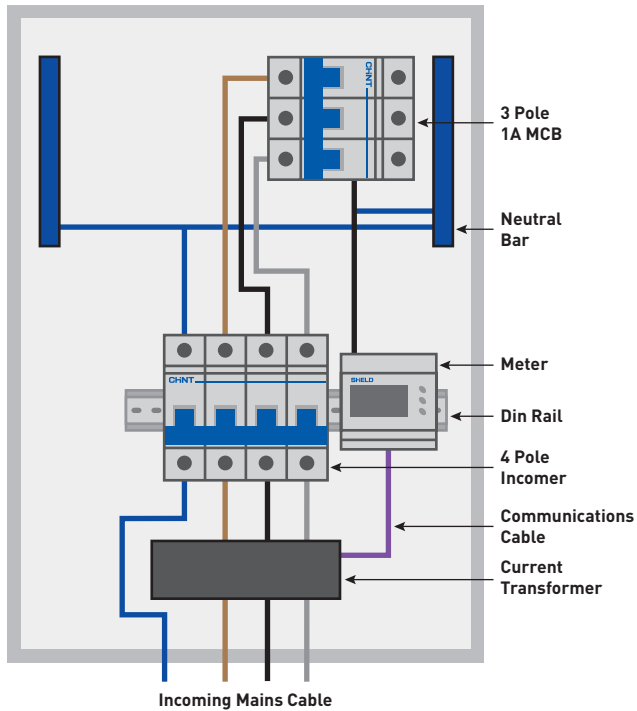 CHNT
3 Pole
1A MCB
Neutral
Bar
CHNT
SHELD
Meter
Din Rail
4 Pole
Incomer
Communications
Cable
Current
Transformer
Incoming Mains Cable